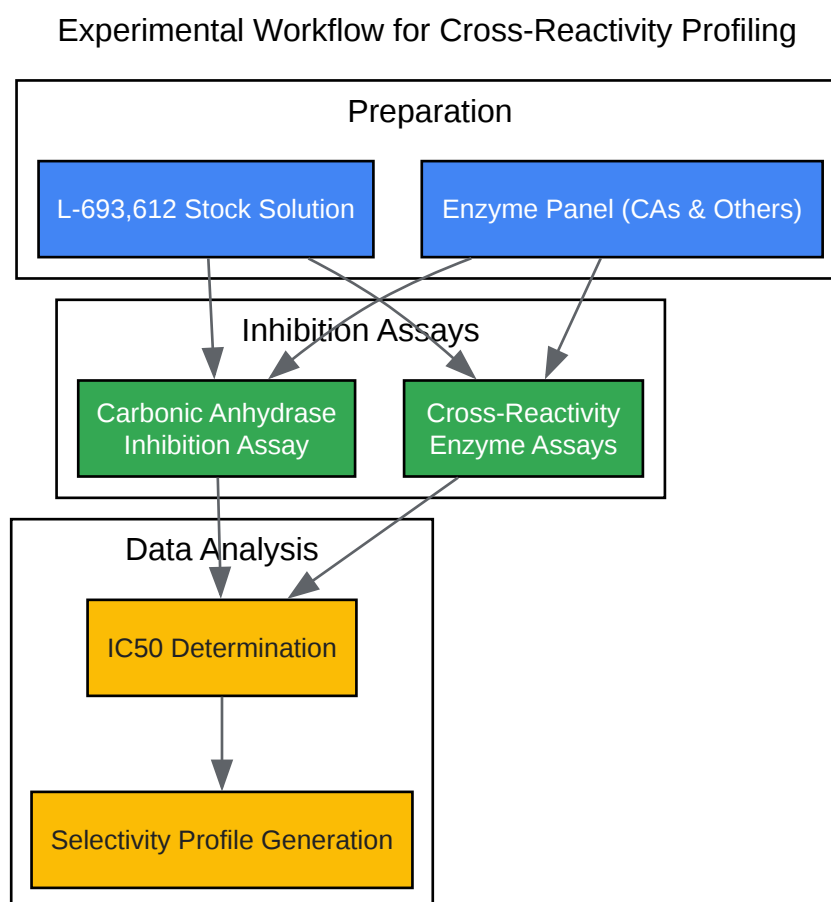 Experimental Workflow for Cross-Reactivity Profiling
Preparation
L-693,612 Stock Solution
Enzyme Panel (CAs & Others)
Inhibition Assays
Carbonic Anhydrase
Inhibition Assay
Cross-Reactivity
Enzyme Assays
Data Analysis
IC50 Determination
Selectivity Profile Generation